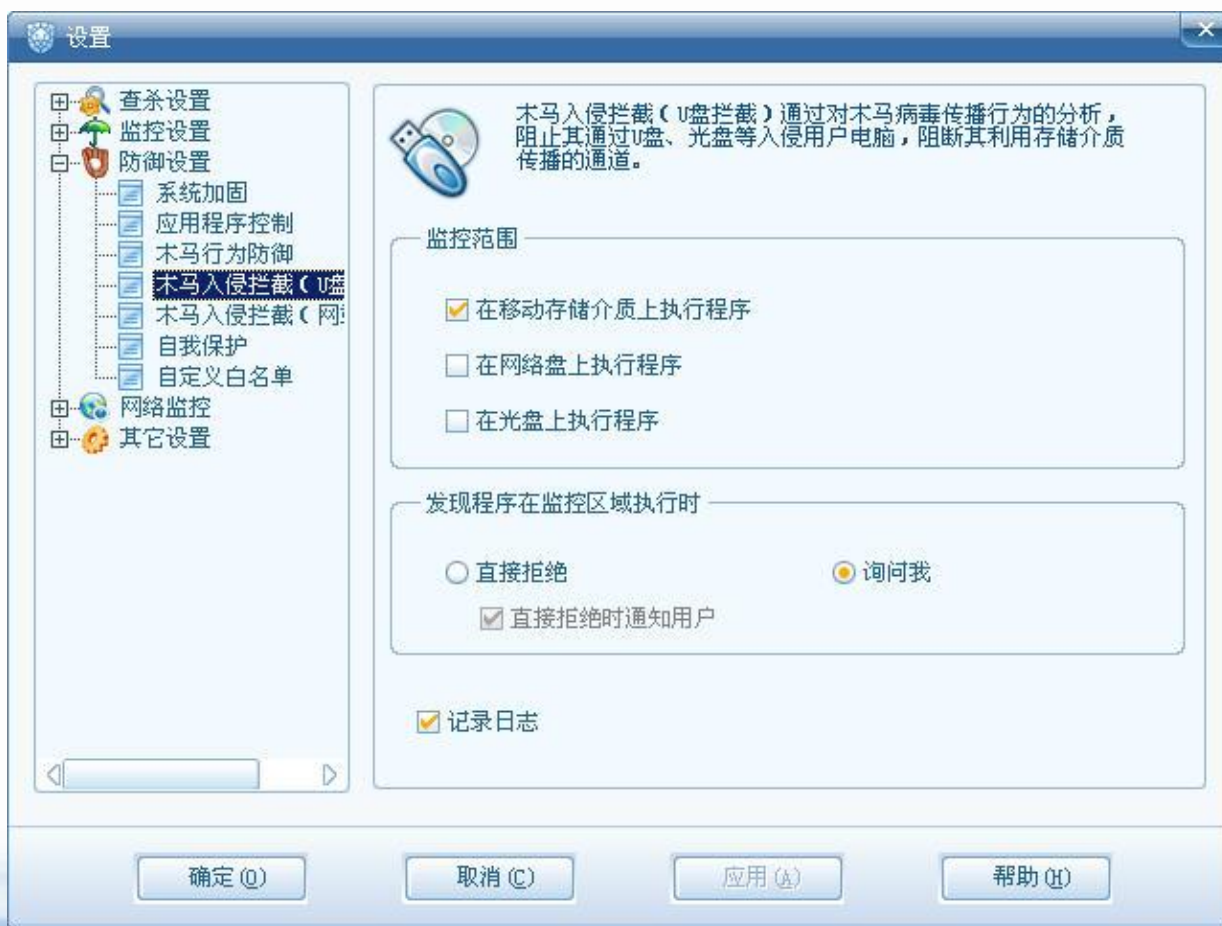 设置
查杀设置
监控设置
防御设置
系统加固
应用程序控制
木马行为防御
木马入侵拦截（U盘
木马入侵拦截（网
自我保护
自定义白名单
网络监控
其它设置
木马入侵拦截（U盘拦截）通过对木马病毒传播行为的分析，
阻止其通过U盘、光盘等入侵用户电脑，阻断其利用存储介质
传播的通道。
监控范围
在移动存储介质上执行程序
在网络盘上执行程序
在光盘上执行程序
发现程序在监控区域执行时
直接拒绝
询问我
直接拒绝时通知用户
记录日志
确定(O)
取消(C)
应用(A)
帮助(H)